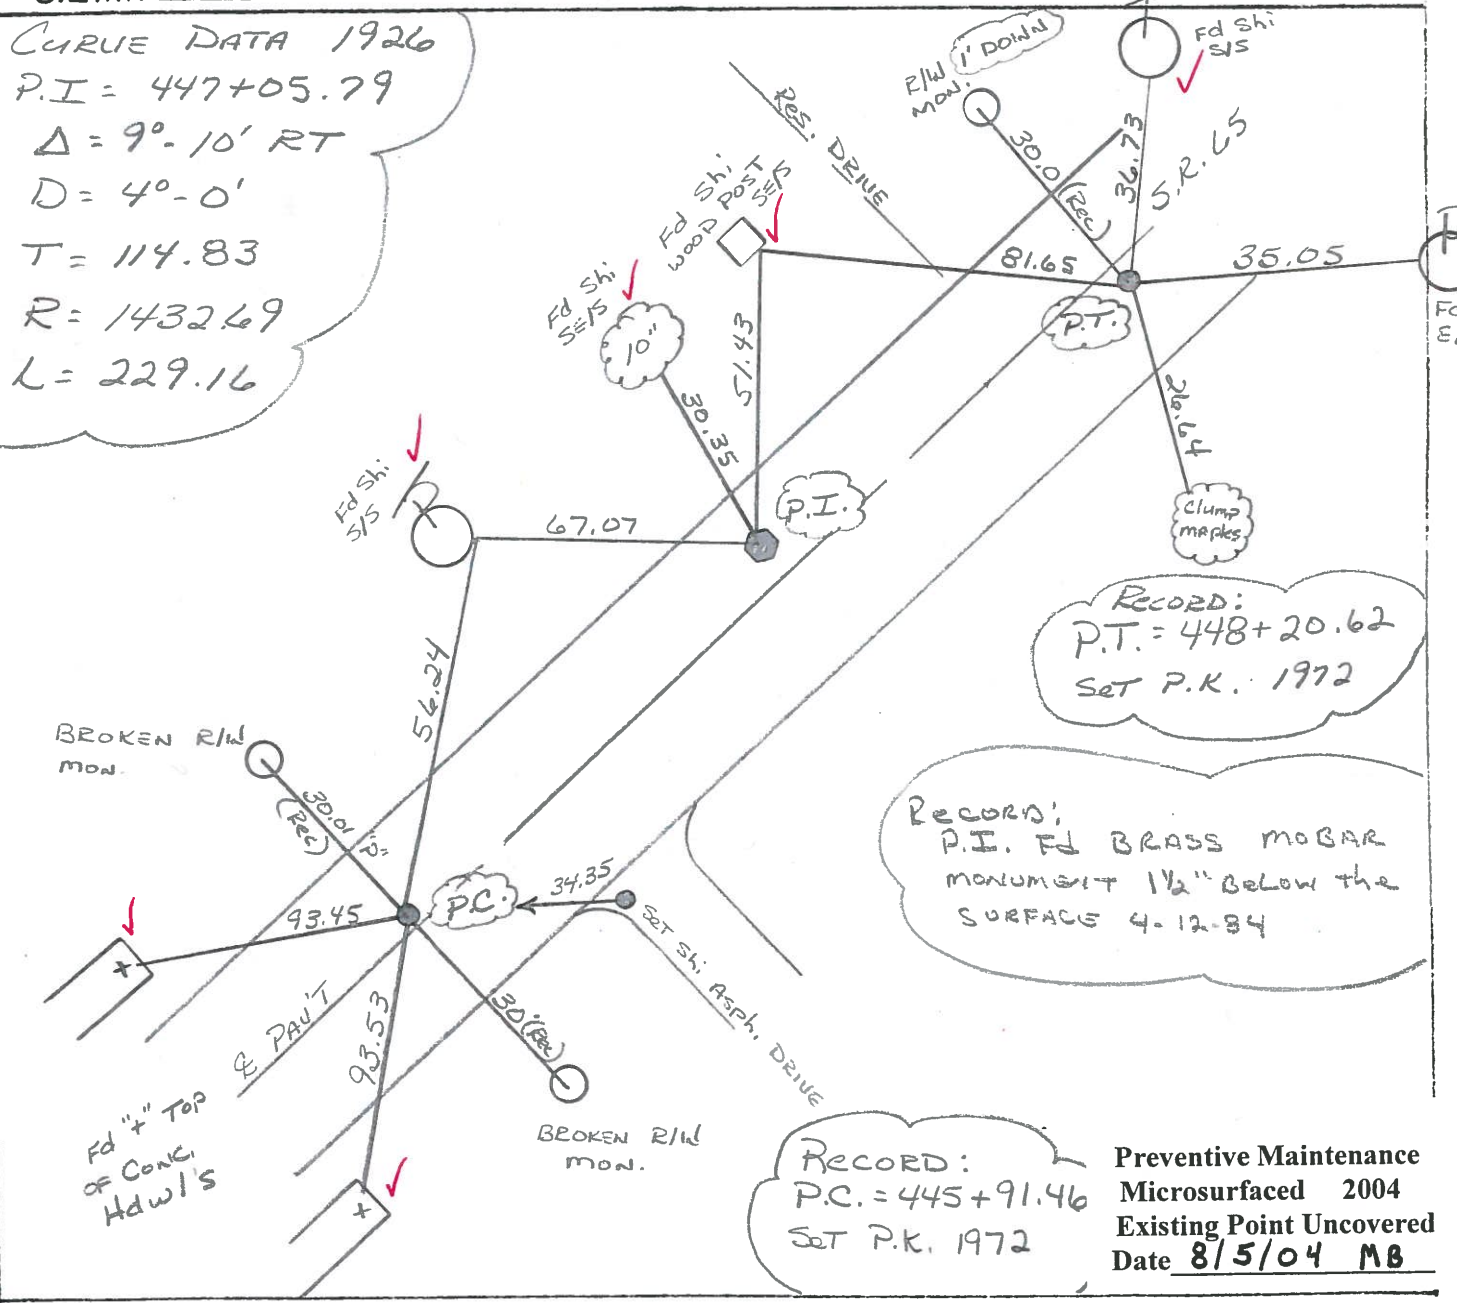 CURVE DATA 1926
P.I = 447+05.79
Δ = 9°-10' RT
D = 4°-0'
T = 114.83
R = 1432.69
L = 229.16
R/W
MON.
1' DOWN
Fd Shi
S/S
30.0
(Rec)
36.73
S.R. 65
Res. DRIVE
Fd Shi
WOOD POST
SE/S
81.65
35.05
P.T.
Fd Shi
SE/S
10"
30.35
51.43
26.64
Clump
maples
Fd Shi
S/S
67.07
P.I.
RECORD:
P.T. = 448+20.62
SET P.K. 1972
56.24
BROKEN R/W
MON.
30.01
(Rec)
RECORD:
P.I. Fd BRASS MOBAR
MONUMENT 1½" BELOW the
SURFACE 4-12-84
P.C.
34.35
93.45
SET Shi
Asph. DRIVE
℄ PAV'T
93.53
30'(Rec)
BROKEN R/W
MON.
Fd "+" TOP
OF CONC.
Hdwl's
RECORD:
P.C. = 445+91.46
SET P.K. 1972
Preventive Maintenance
Microsurfaced 2004
Existing Point Uncovered
Date 8/5/04 MB